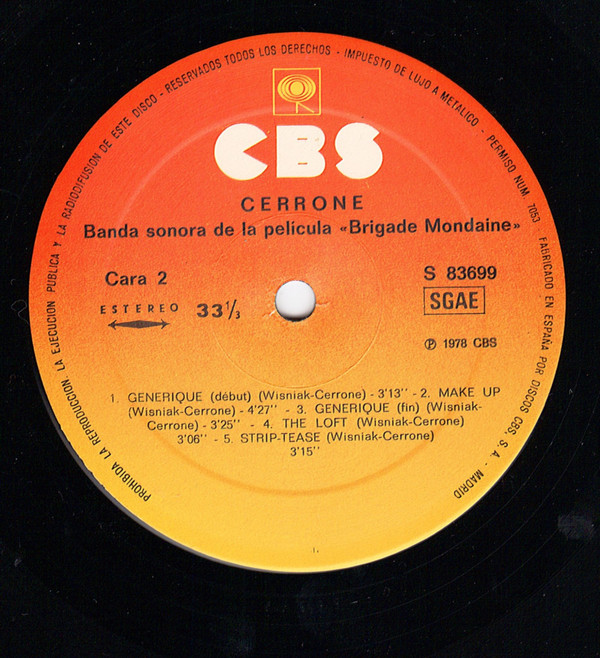 PROHIBIDA LA REPRODUCCION, LA EJECUCION PUBLICA Y LA RADIODIFUSION DE ESTE DISCO - RESERVADOS TODOS LOS DERECHOS - IMPUESTO DE LUJO A METALICO - PERMISO NUM. 7053 FABRICADO EN ESPAÑA POR DISCOS CBS, S. A. - MADRID
CBS
CERRONE
Banda sonora de la pelicula «Brigade Mondaine»
Cara 2
S 83699
ESTEREO 33 1/3
SGAE
℗ 1978 CBS
1. GENERIQUE (début) (Wisniak-Cerrone) - 3'13'' - 2. MAKE UP
(Wisniak-Cerrone) - 4'27'' - 3. GENERIQUE (fin) (Wisniak-
Cerrone) - 3'25'' - 4. THE LOFT (Wisniak-Cerrone)
3'06'' - 5. STRIP-TEASE (Wisniak-Cerrone)
3'15''